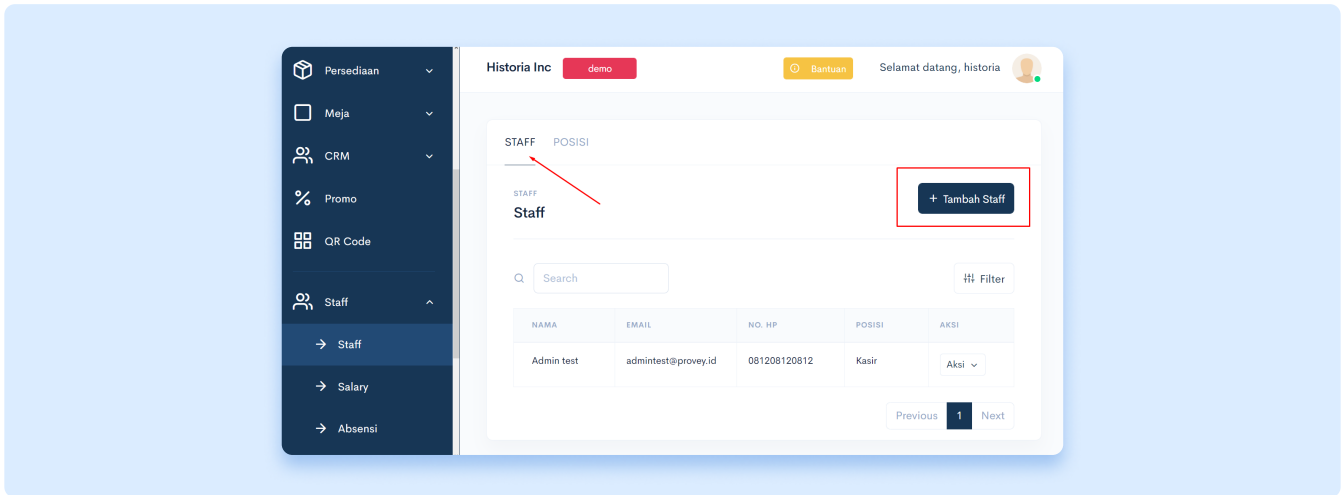 Persediaan
Meja
CRM
Promo
QR Code
Staff
Staff
Salary
Absensi
Historia Inc demo Bantuan Selamat datang, historia
STAFF POSISI
STAFF
Staff
+ Tambah Staff
Search
Filter
NAMA EMAIL NO. HP POSISI AKSI
Admin test admintest@provey.id 081208120812 Kasir Aksi
Previous 1 Next